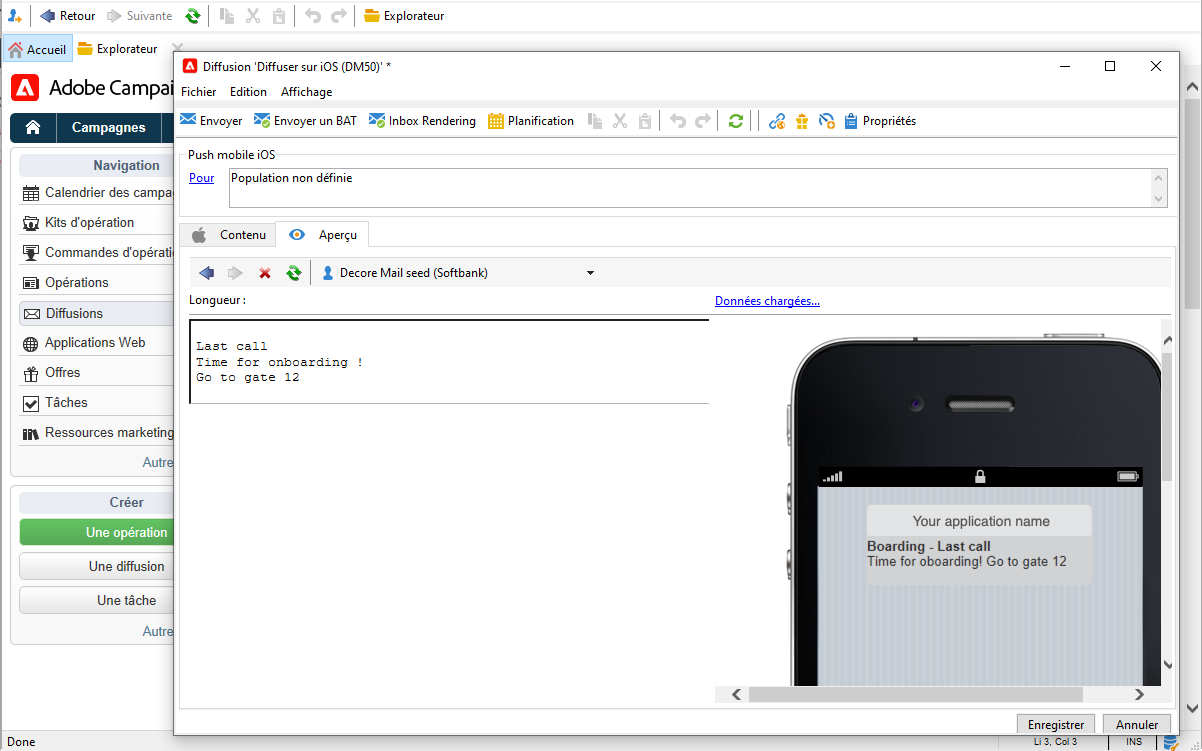 Retour Suivante Explorateur
Accueil Explorateur
Adobe Campai
Campagnes
Navigation
Calendrier des campa
Kits d'opération
Commandes d'opérati
Opérations
Diffusions
Applications Web
Offres
Tâches
Ressources marketing
Autre
Créer
Une opération
Une diffusion
Une tâche
Autre
Diffusion 'Diffuser sur iOS (DM50)' *
Fichier Edition Affichage
Envoyer Envoyer un BAT Inbox Rendering Planification Propriétés
Push mobile iOS
Pour Population non définie
Contenu Aperçu
Decore Mail seed (Softbank)
Longueur : Données chargées...
Last call
Time for onboarding !
Go to gate 12
Your application name
Boarding - Last call
Time for oboarding! Go to gate 12
Enregistrer Annuler
Done Li 3, Col 3 INS